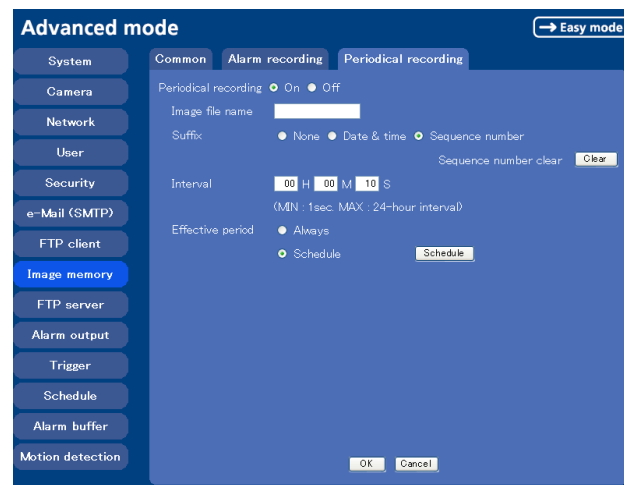 Advanced mode
→ Easy mode
System
Camera
Network
User
Security
e-Mail (SMTP)
FTP client
Image memory
FTP server
Alarm output
Trigger
Schedule
Alarm buffer
Motion detection
Common Alarm recording Periodical recording
Periodical recording On Off
Image file name
Suffix None Date & time Sequence number
Sequence number clear Clear
Interval 00 H 00 M 10 S
(MIN : 1sec. MAX : 24-hour interval)
Effective period Always
Schedule Schedule
OK Cancel